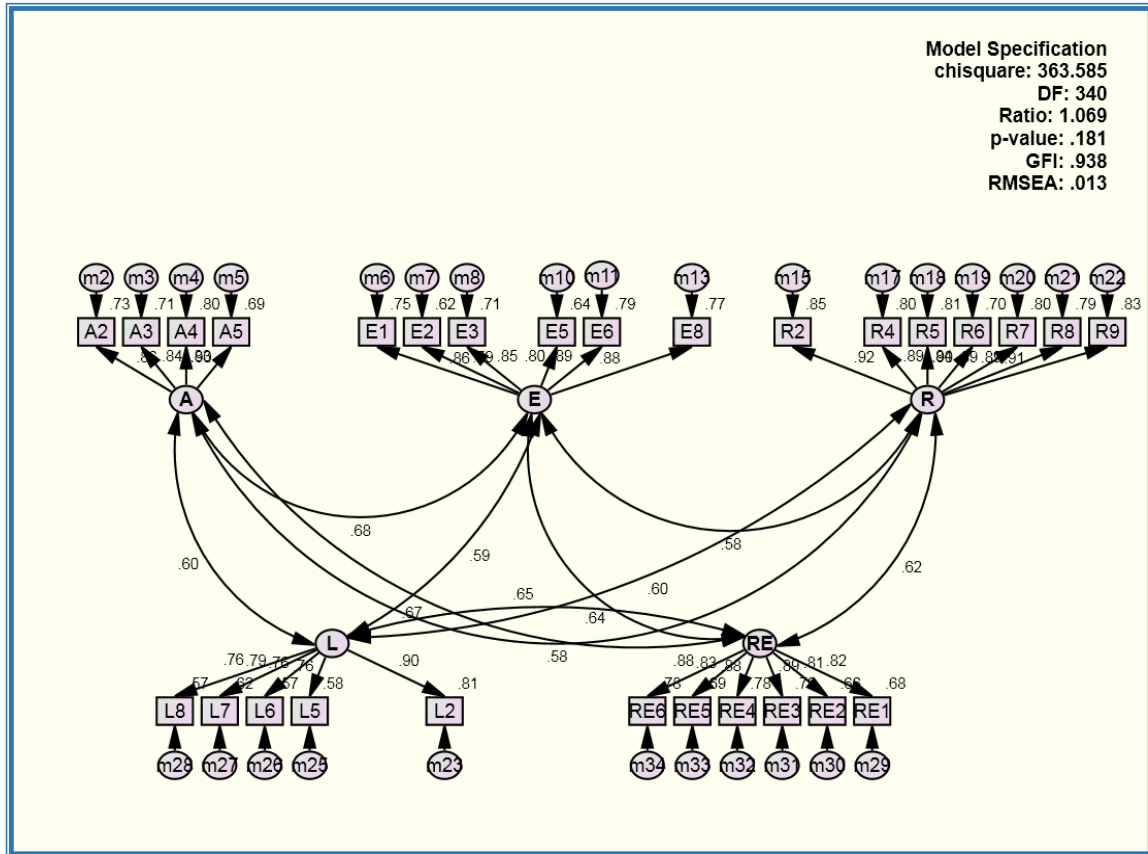 Model Specification
chisquare: 363.585
DF: 340
Ratio: 1.069
p-value: .181
GFI: .938
RMSEA: .013
m2 m3 m4 m5 m6 m7 m8 m10 m11 m13 m15 m17 m18 m19 m20 m21 m22
.73 .71 .80 .69 .75 .62 .71 .64 .79 .77 .85 .80 .81 .70 .80 .79 .83
A2 A3 A4 A5 E1 E2 E3 E5 E6 E8 R2 R4 R5 R6 R7 R8 R9
.84 .86 .85 .80 .89 .88 .92 .89 .91
A E R
.68 .58
.60 .59 .62
.65 .60
.67 .64
L .58 RE
.76 .79 .90 .88 .83 .81 .82
.58 .81 .78 .68
L8 L7 L6 L5 L2 RE6 RE5 RE4 RE3 RE2 RE1
m28 m27 m26 m25 m23 m34 m33 m32 m31 m30 m29